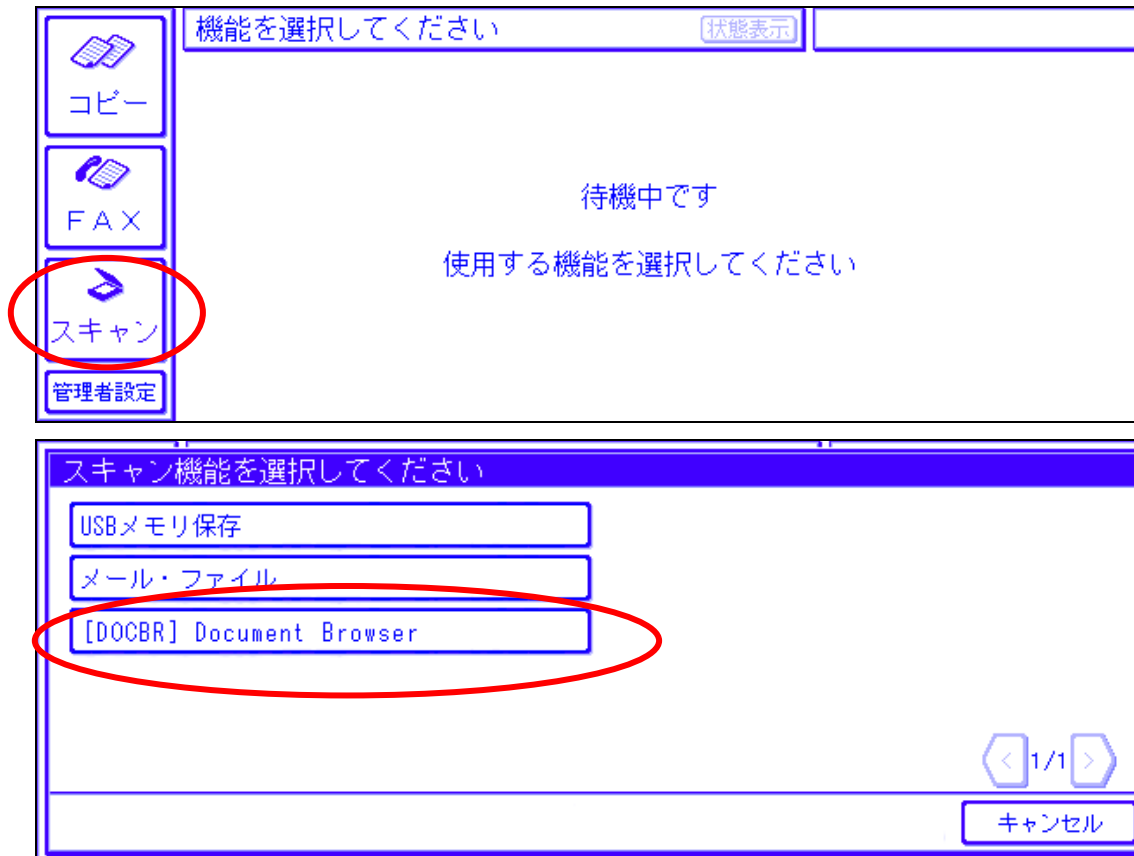 機能を選択してください
状態表示
コピー
FAX
スキャン
管理者設定
待機中です
使用する機能を選択してください
スキャン機能を選択してください
USBメモリ保存
メール・ファイル
[DOCBR] Document Browser
< 1/1 >
キャンセル